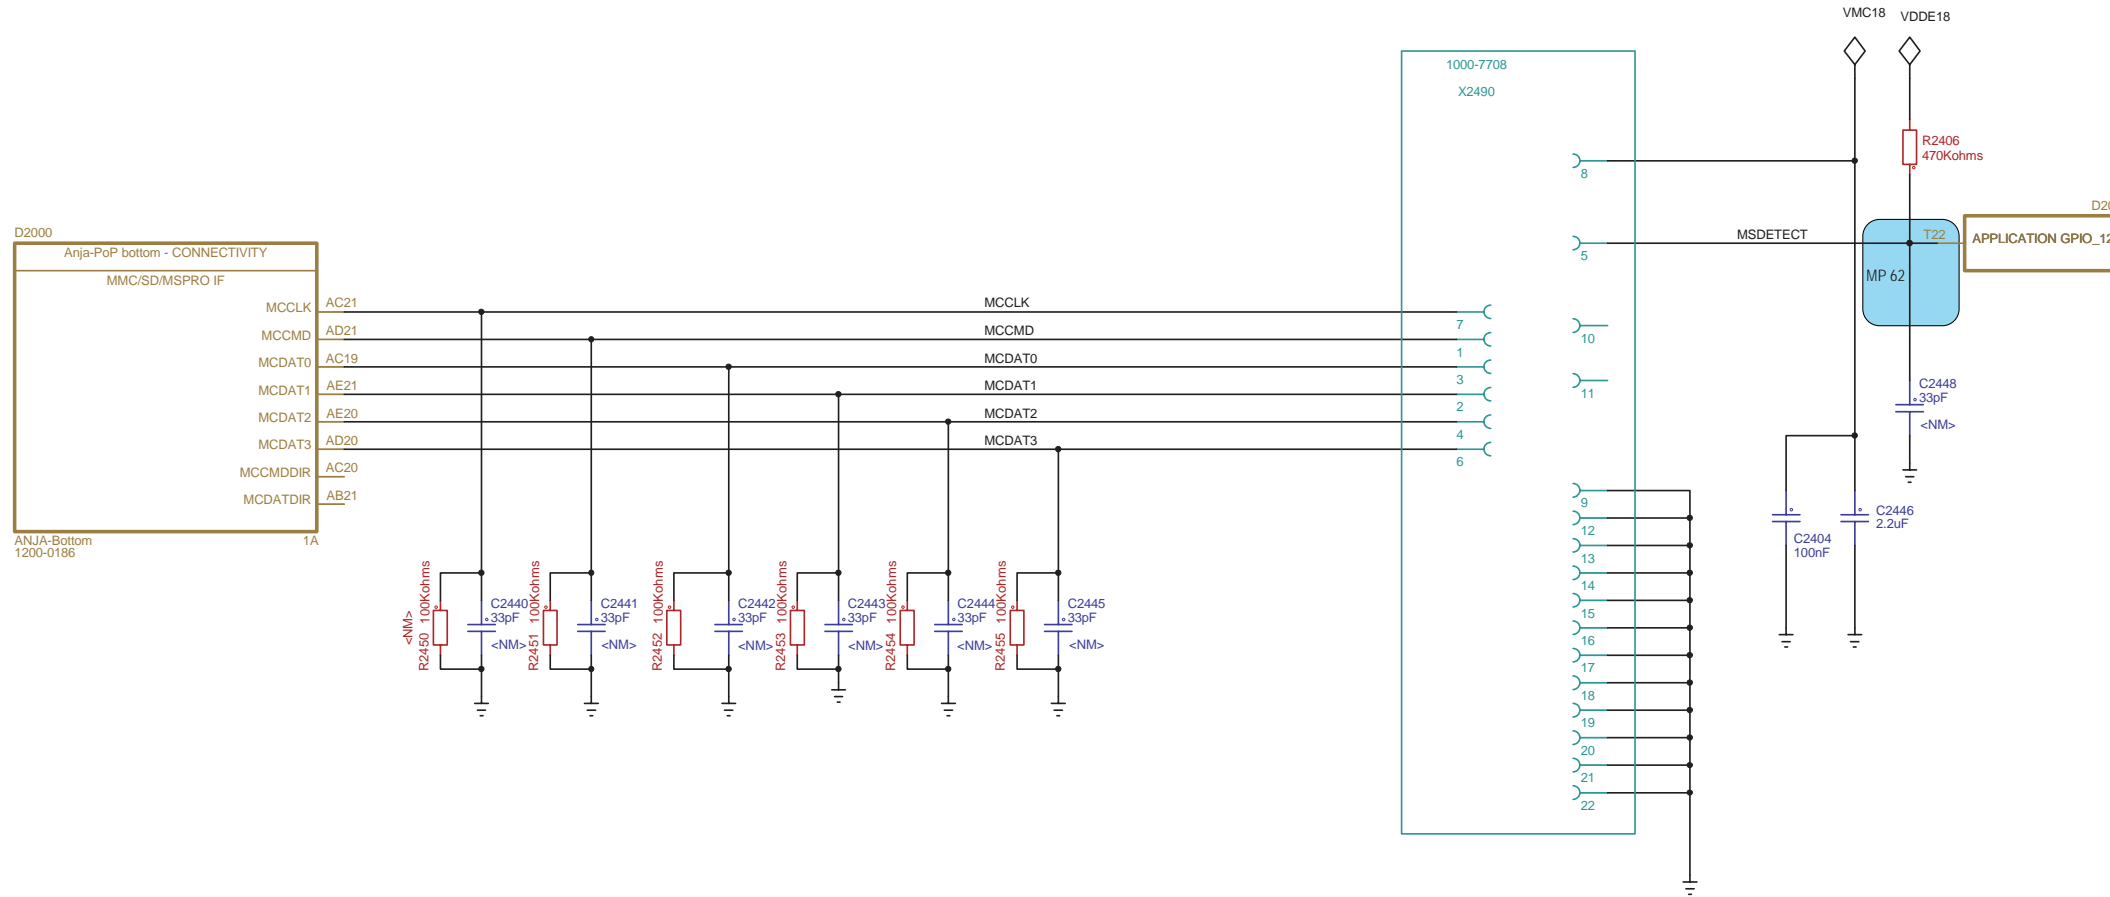 VMC18
VDDE18
1000-7708
X2490
R2406
470Kohms
8
MSDETECT
5
T22
MP 62
APPLICATION GPIO_12
D20
D2000
Anja-PoP bottom - CONNECTIVITY
MMC/SD/MSPRO IF
MCCLK AC21
MCCMD AD21
MCDAT0 AC19
MCDAT1 AE21
MCDAT2 AE20
MCDAT3 AD20
MCCMDDIR AC20
MCDATDIR AB21
ANJA-Bottom
1200-0186
1A
MCCLK
MCCMD
MCDAT0
MCDAT1
MCDAT2
MCDAT3
7
1
3
2
4
6
10
11
9
12
13
14
15
16
17
18
19
20
21
22
C2448
33pF
<NM>
C2404
100nF
C2446
2.2uF
<NM>
R2450 100Kohms
C2440
33pF
<NM>
R2451 100Kohms
C2441
33pF
<NM>
R2452 100Kohms
C2442
33pF
<NM>
R2453 100Kohms
C2443
33pF
<NM>
R2454 100Kohms
C2444
33pF
<NM>
R2455 100Kohms
C2445
33pF
<NM>